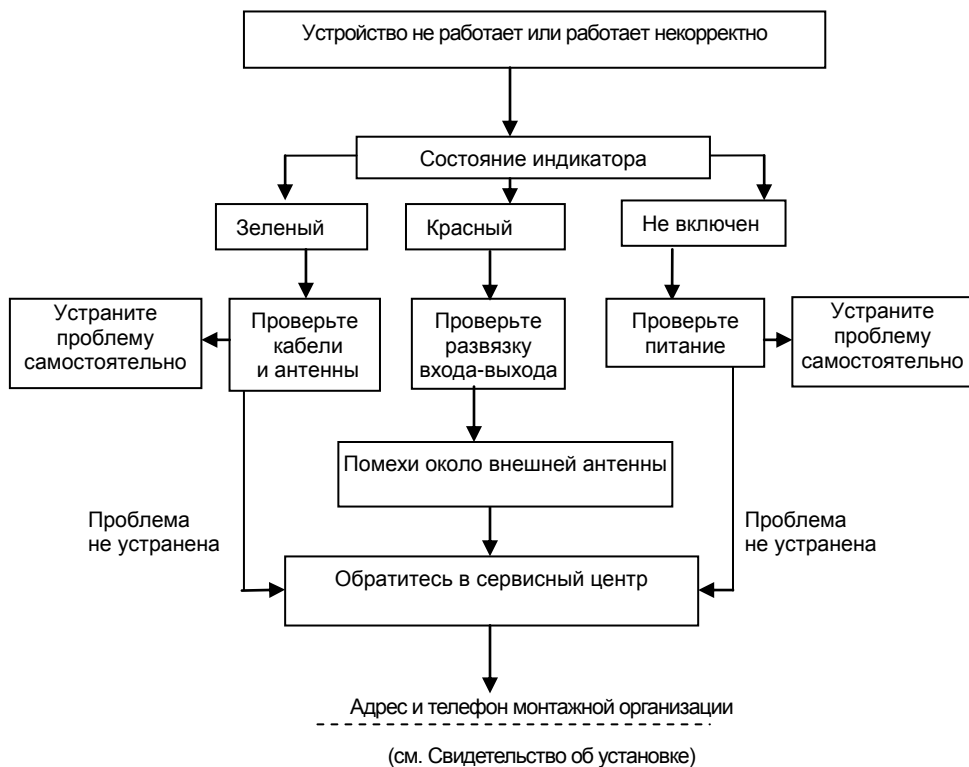 Устройство не работает или работает некорректно
Состояние индикатора
Зеленый
Красный
Не включен
Устраните
проблему
самостоятельно
Проверьте
кабели
и антенны
Проверьте
развязку
входа-выхода
Проверьте
питание
Устраните
проблему
самостоятельно
Помехи около внешней антенны
Проблема
не устранена
Проблема
не устранена
Обратитесь в сервисный центр
Адрес и телефон монтажной организации
(см. Свидетельство об установке)